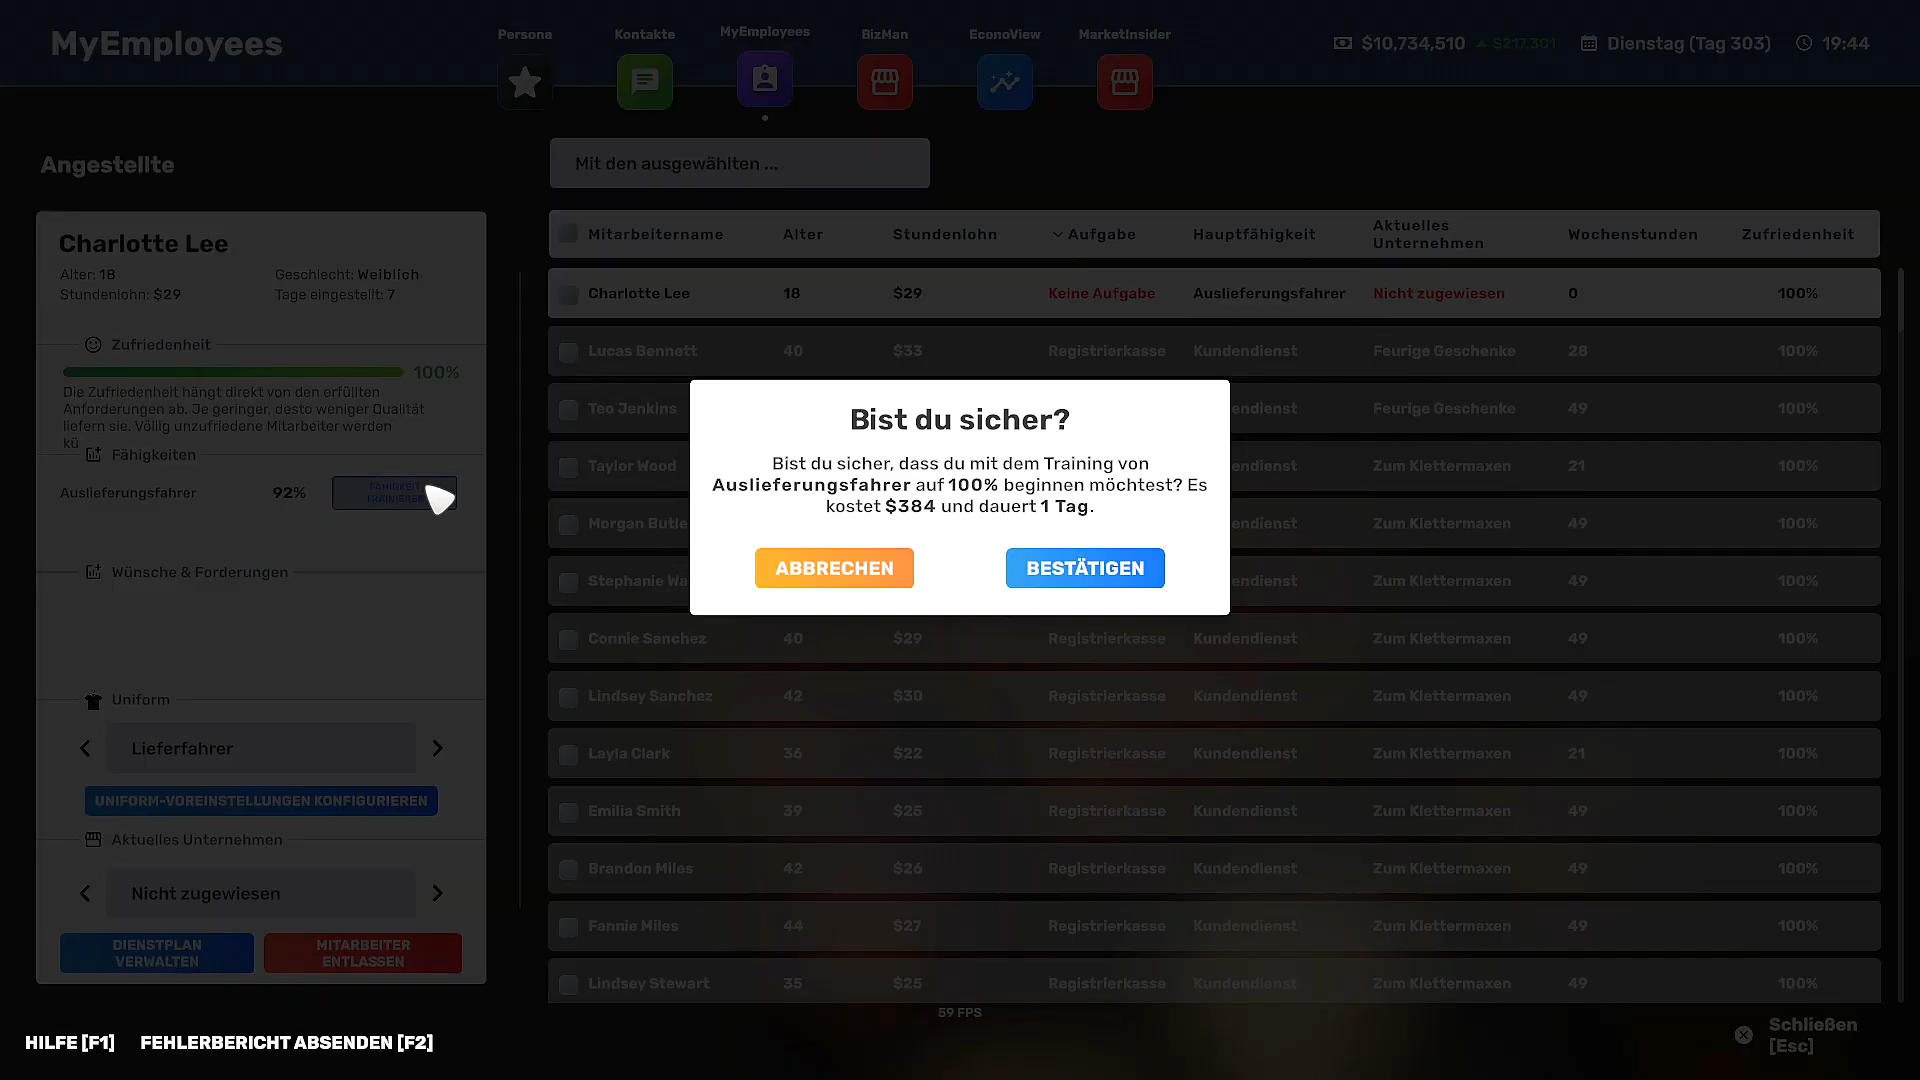 MyEmployees
Persona
Kontakte
MyEmployees
BizMan
EconoView
MarketInsider
$10,734,510
$217,301
Dienstag (Tag 303)
19:44
Angestellte
Mit den ausgewählten ...
Charlotte Lee
Alter: 18
Geschlecht: Weiblich
Stundenlohn: $29
Tage eingestellt: 7
Zufriedenheit
100%
Die Zufriedenheit hängt direkt von den erfüllten
Anforderungen ab. Je geringer, desto weniger Qualität
liefern sie. Völlig unzufriedene Mitarbeiter werden
kü
Fähigkeiten
Auslieferungsfahrer
92%
Wünsche & Forderungen
Uniform
Lieferfahrer
UNIFORM-VOREINSTELLUNGEN KONFIGURIEREN
Aktuelles Unternehmen
Nicht zugewiesen
DIENSTPLAN
VERWALTEN
MITARBEITER
ENTLASSEN
Mitarbeitername Alter Stundenlohn Aufgabe Hauptfähigkeit Aktuelles Unternehmen Wochenstunden Zufriedenheit
Charlotte Lee 18 $29 Keine Aufgabe Auslieferungsfahrer Nicht zugewiesen 0 100%
Lucas Bennett 40 $33 Registrierkasse Kundendienst Feurige Geschenke 28 100%
Teo Jenkins endienst Feurige Geschenke 49 100%
Taylor Wood endienst Zum Klettermaxen 21 100%
Morgan Butle endienst Zum Klettermaxen 49 100%
Stephanie Wa endienst Zum Klettermaxen 49 100%
Connie Sanchez 40 $29 Registrierkasse Kundendienst Zum Klettermaxen 49 100%
Lindsey Sanchez 42 $30 Registrierkasse Kundendienst Zum Klettermaxen 49 100%
Layla Clark 36 $22 Registrierkasse Kundendienst Zum Klettermaxen 21 100%
Emilia Smith 39 $25 Registrierkasse Kundendienst Zum Klettermaxen 49 100%
Brandon Miles 42 $26 Registrierkasse Kundendienst Zum Klettermaxen 49 100%
Fannie Miles 44 $27 Registrierkasse Kundendienst Zum Klettermaxen 49 100%
Lindsey Stewart 35 $25 Registrierkasse Kundendienst Zum Klettermaxen 49 100%
Bist du sicher?
Bist du sicher, dass du mit dem Training von
Auslieferungsfahrer auf 100% beginnen möchtest? Es
kostet $384 und dauert 1 Tag.
ABBRECHEN
BESTÄTIGEN
59 FPS
HILFE [F1]
FEHLERBERICHT ABSENDEN [F2]
Schließen
[Esc]